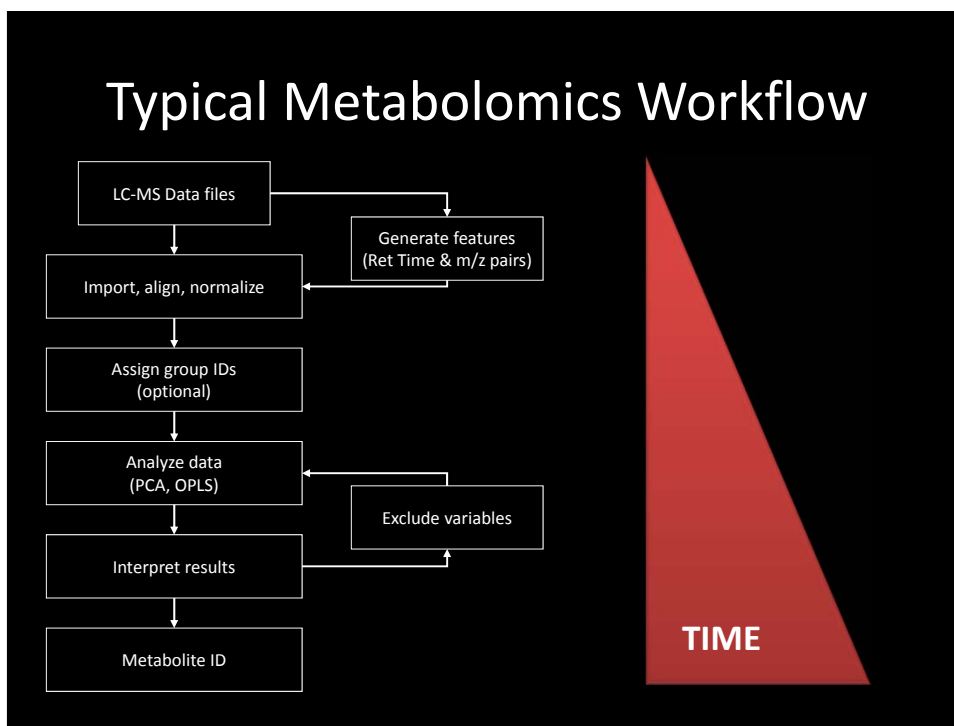 Typical Metabolomics Workflow
LC-MS Data files
Generate features
(Ret Time & m/z pairs)
Import, align, normalize
Assign group IDs
(optional)
Analyze data
(PCA, OPLS)
Exclude variables
Interpret results
Metabolite ID
TIME